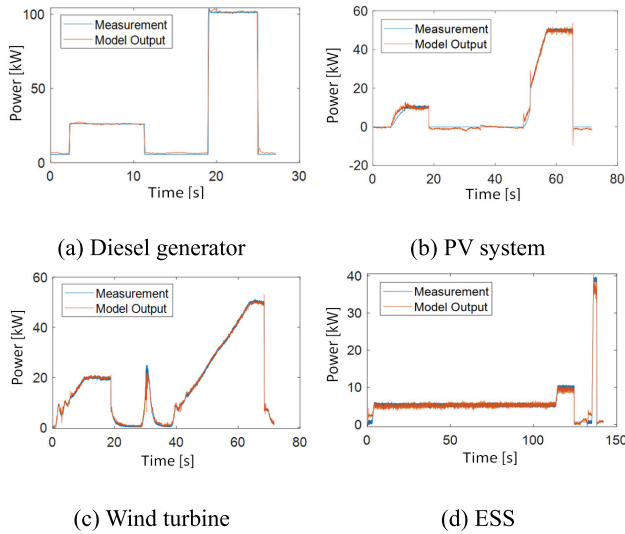 100
50
0
0
10
20
30
Power [kW]
Time [s]
Measurement
Model Output
(a) Diesel generator
60
40
20
0
-20
0
20
40
60
80
Power [kW]
Time [s]
Measurement
Model Output
(b) PV system
60
40
20
0
0
20
40
60
80
Power [kW]
Time [s]
Measurement
Model Output
(c) Wind turbine
40
30
20
10
0
0
50
100
150
Power [kW]
Time [s]
Measurement
Model Output
(d) ESS